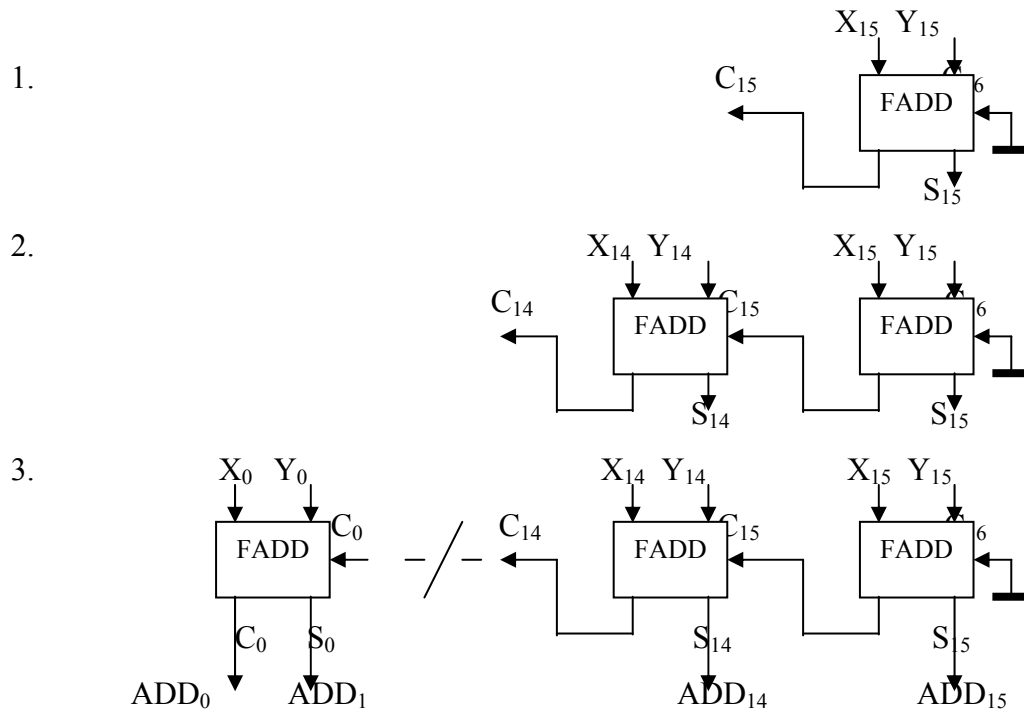 X₁₅ Y₁₅
1.
C₁₅
FADD
S₁₅
2.
X₁₄ Y₁₄ X₁₅ Y₁₅
C₁₄ C₁₅
FADD FADD
S₁₄ S₁₅
3.
X₀ Y₀ X₁₄ Y₁₄ X₁₅ Y₁₅
C₀ C₁₄ C₁₅
FADD FADD FADD
C₀ S₀ S₁₄ S₁₅
ADD₀ ADD₁ ADD₁₄ ADD₁₅